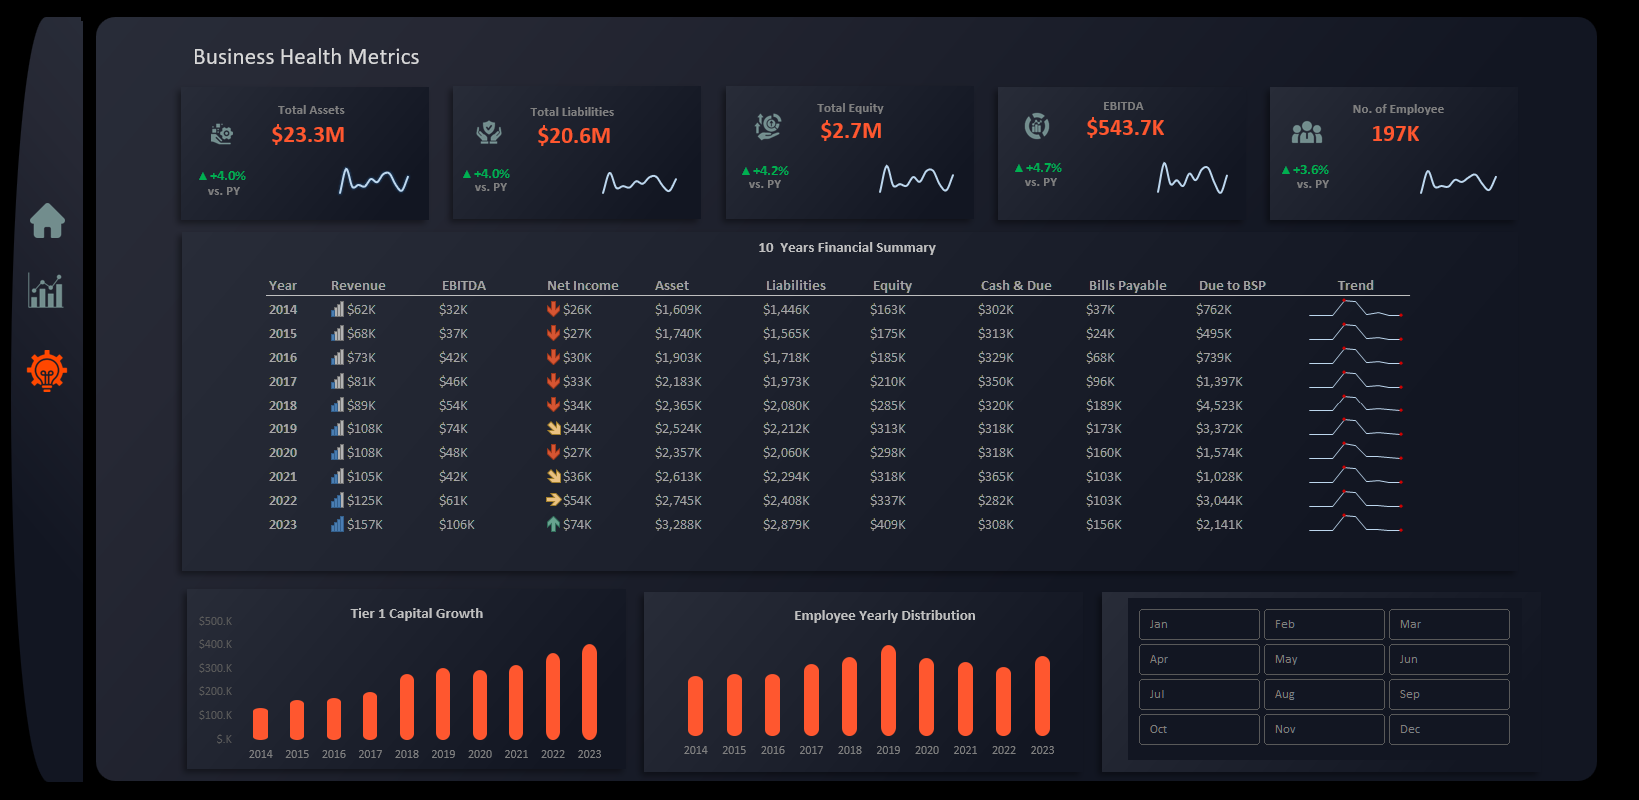 Business Health Metrics
Total Assets
$23.3M
▲+4.0%
vs. PY
Total Liabilities
$20.6M
▲+4.0%
vs. PY
Total Equity
$2.7M
▲+4.2%
vs. PY
EBITDA
$543.7K
▲+4.7%
vs. PY
No. of Employee
197K
▲+3.6%
vs. PY
10 Years Financial Summary
Year Revenue EBITDA Net Income Asset Liabilities Equity Cash & Due Bills Payable Due to BSP Trend
2014 $62K $32K $26K $1,609K $1,446K $163K $302K $37K $762K
2015 $68K $37K $27K $1,740K $1,565K $175K $313K $24K $495K
2016 $73K $42K $30K $1,903K $1,718K $185K $329K $68K $739K
2017 $81K $46K $33K $2,183K $1,973K $210K $350K $96K $1,397K
2018 $89K $54K $34K $2,365K $2,080K $285K $320K $189K $4,523K
2019 $108K $74K $44K $2,524K $2,212K $313K $318K $173K $3,372K
2020 $108K $48K $27K $2,357K $2,060K $298K $318K $160K $1,574K
2021 $105K $42K $36K $2,613K $2,294K $318K $365K $103K $1,028K
2022 $125K $61K $54K $2,745K $2,408K $337K $282K $103K $3,044K
2023 $157K $106K $74K $3,288K $2,879K $409K $308K $156K $2,141K
Tier 1 Capital Growth
$500.K
$400.K
$300.K
$200.K
$100.K
$.K
2014 2015 2016 2017 2018 2019 2020 2021 2022 2023
Employee Yearly Distribution
2014 2015 2016 2017 2018 2019 2020 2021 2022 2023
Jan Feb Mar
Apr May Jun
Jul Aug Sep
Oct Nov Dec